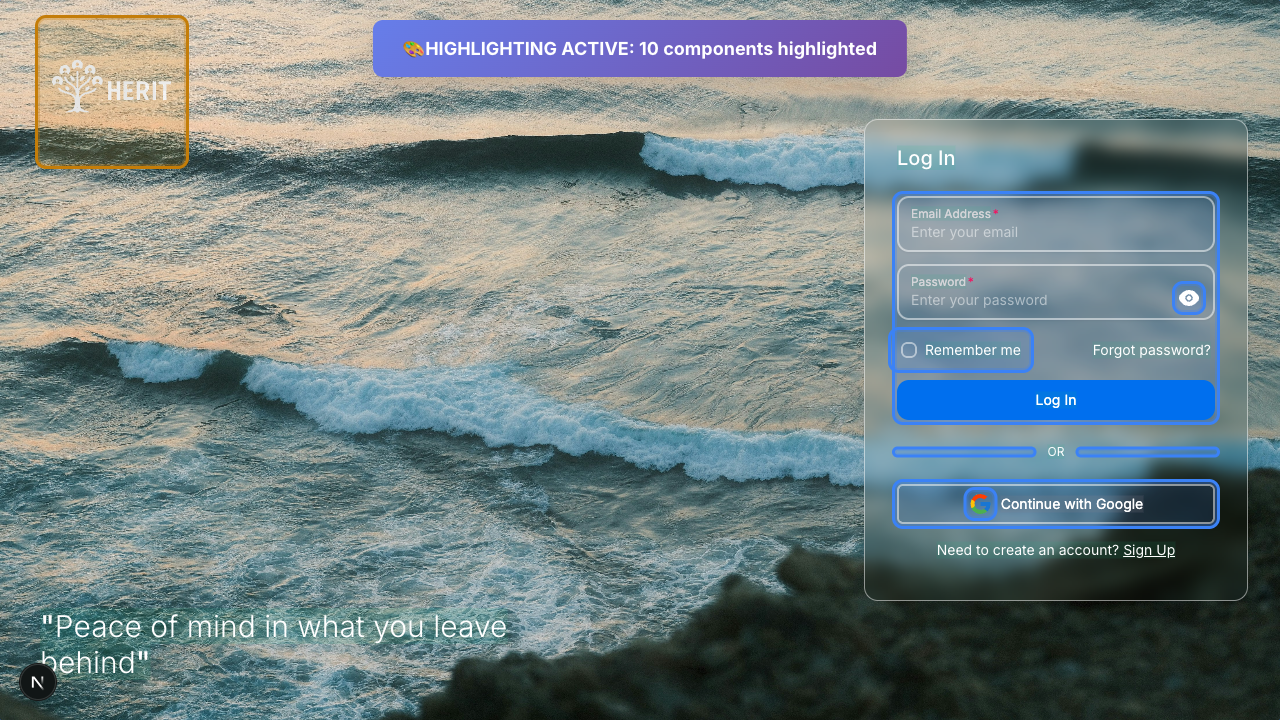 HERIT
🎨HIGHLIGHTING ACTIVE: 10 components highlighted
Log In
Email Address*
Enter your email
Password*
Enter your password
Remember me
Forgot password?
Log In
OR
Continue with Google
Need to create an account? Sign Up
"Peace of mind in what you leave
behind"
N